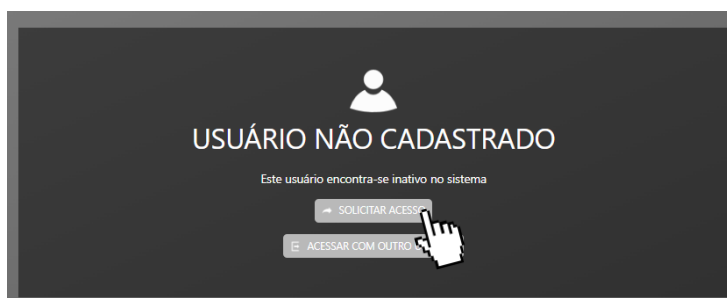 USUÁRIO NÃO CADASTRADO
Este usuário encontra-se inativo no sistema
SOLICITAR ACESSO
ACESSAR COM OUTRO